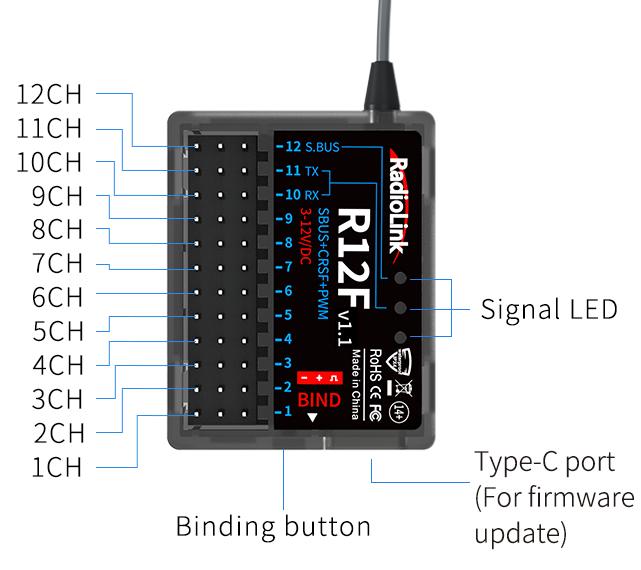 12CH
11CH
10CH
9CH
8CH
7CH
6CH
5CH
4CH
3CH
2CH
1CH
12 S.BUS
11 TX
10 RX
9
8
7
6
5
4
3
2
1
3-12V/DC
SBUS+CRSF+PWM
R12F V1.1
RadioLink
BIND
Made in China
RoHS CE FC
14+
Signal LED
Type-C port
(For firmware
update)
Binding button